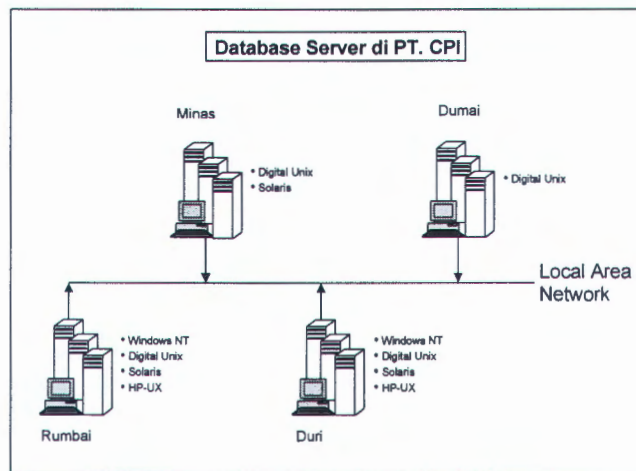 Database Server di PT. CPI
Minas
Dumai
* Digital Unix
* Solaris
* Digital Unix
Local Area
Network
* Windows NT
* Digital Unix
* Solaris
* HP-UX
* Windows NT
* Digital Unix
* Solaris
* HP-UX
Rumbai
Duri